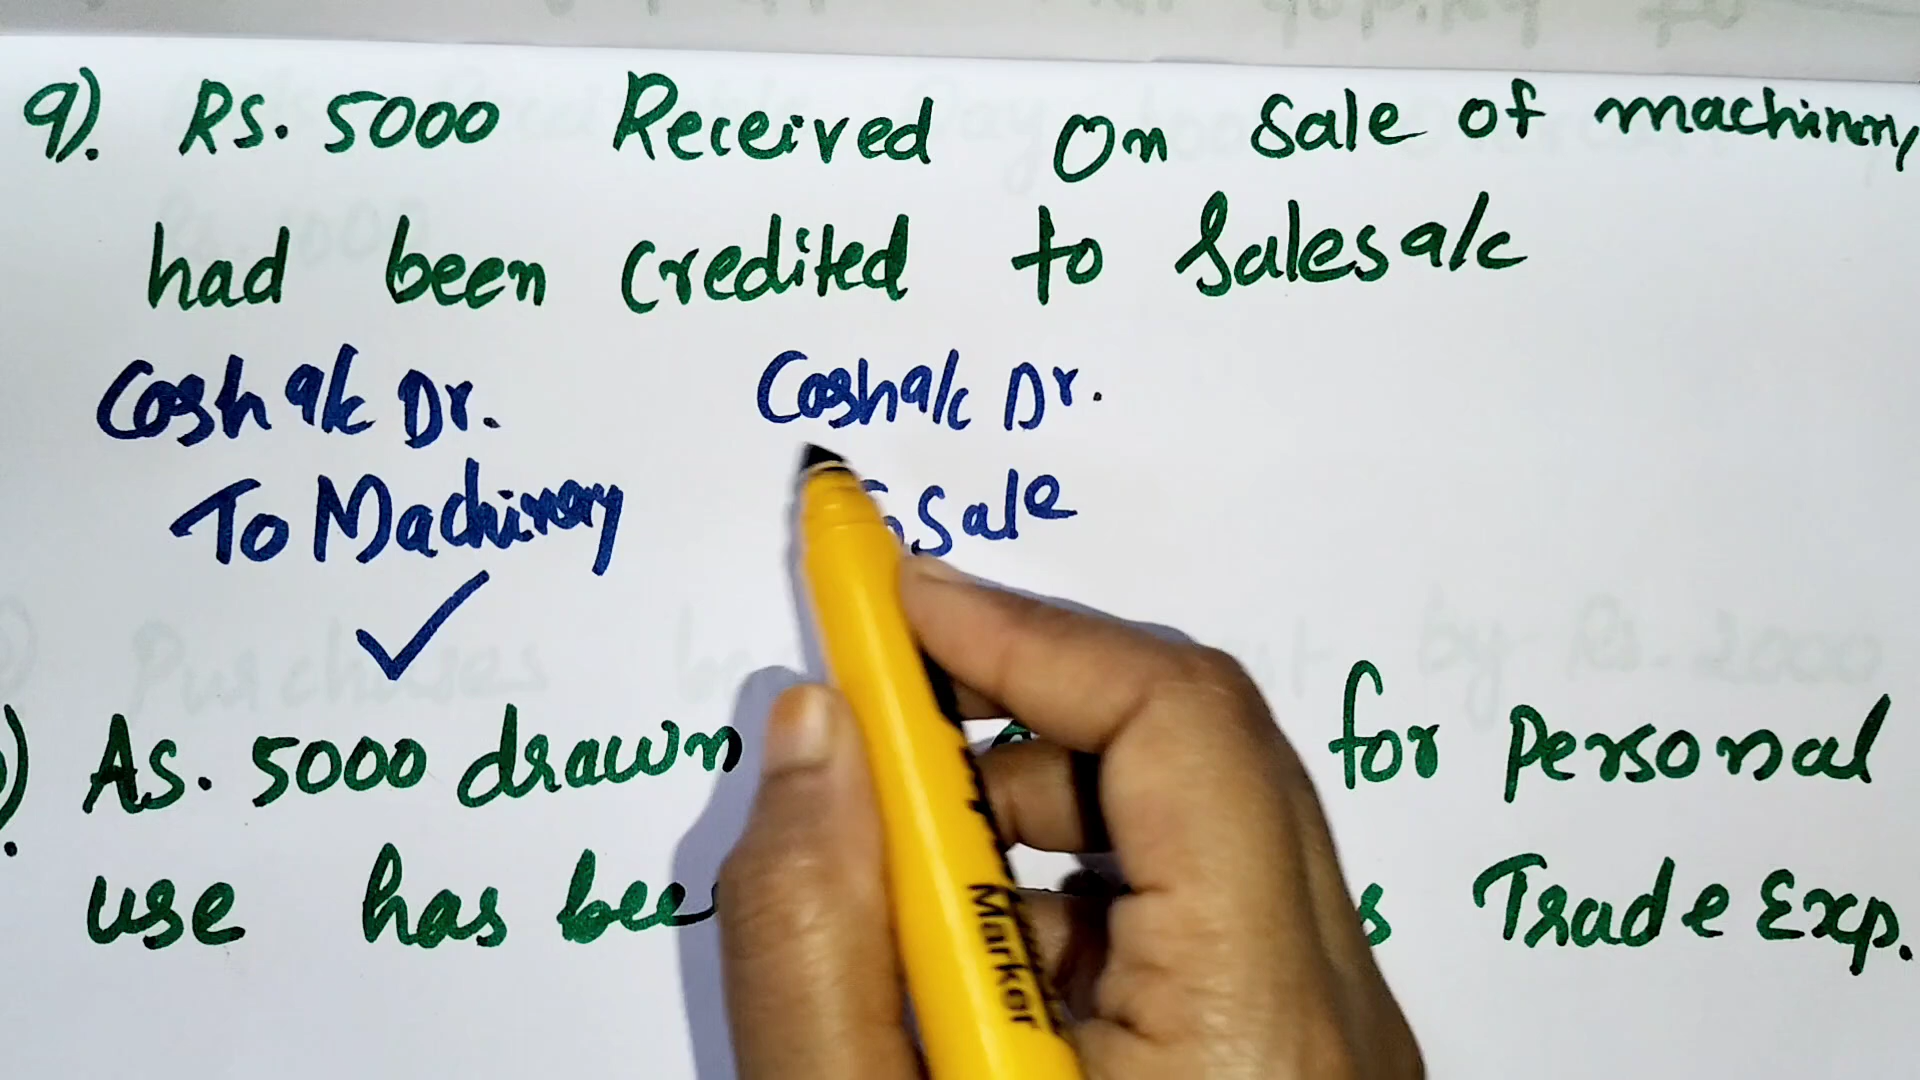 9). Rs. 5000 Received On Sale of machinery
had been Credited to Sales a/c
Cash a/c Dr. Cash a/c Dr.
To Machinery To Sale
) As. 5000 drawn for Personal
use has bee s Trade Exp.
Marker